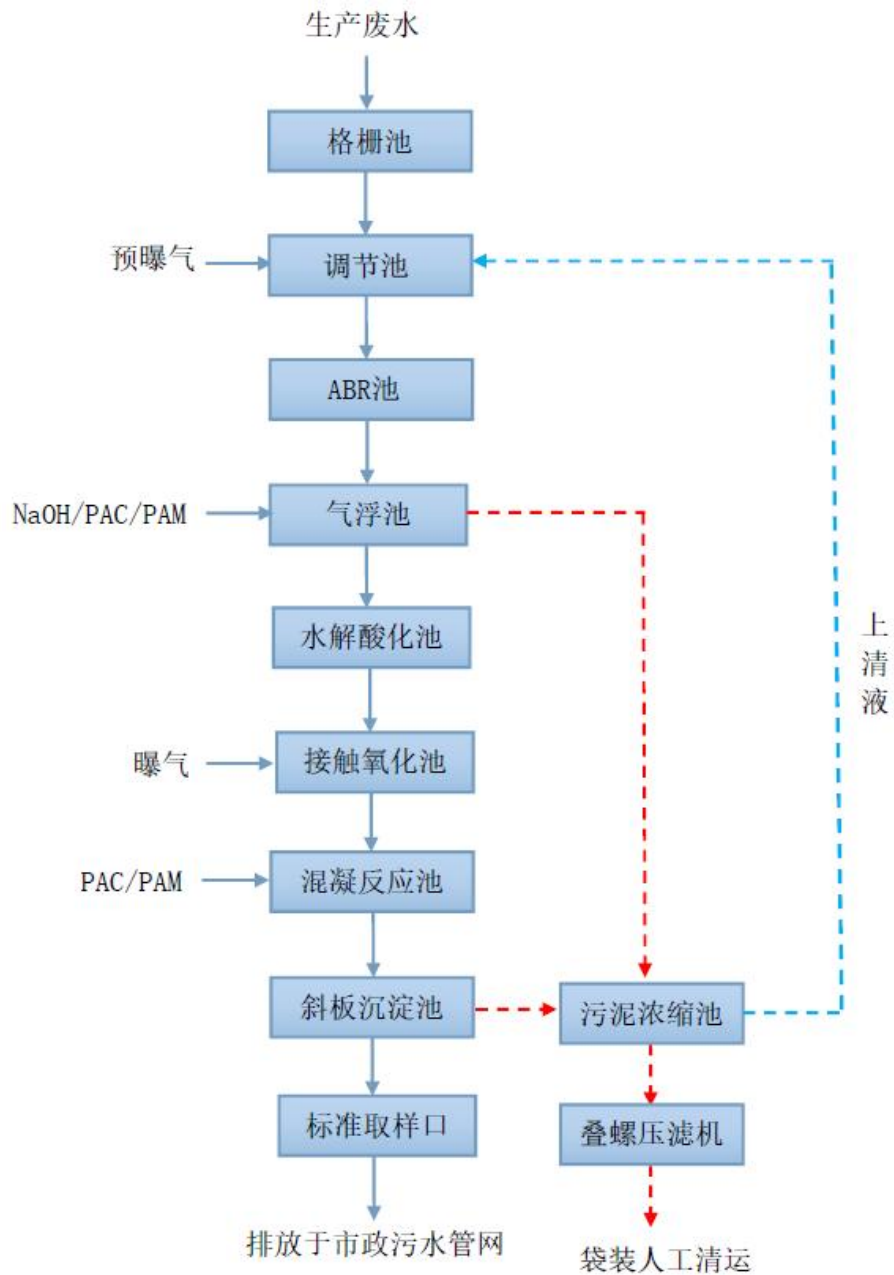 生产废水
格栅池
预曝气
调节池
ABR池
NaOH/PAC/PAM
气浮池
水解酸化池
上清液
曝气
接触氧化池
PAC/PAM
混凝反应池
斜板沉淀池
污泥浓缩池
标准取样口
叠螺压滤机
排放于市政污水管网
袋装人工清运